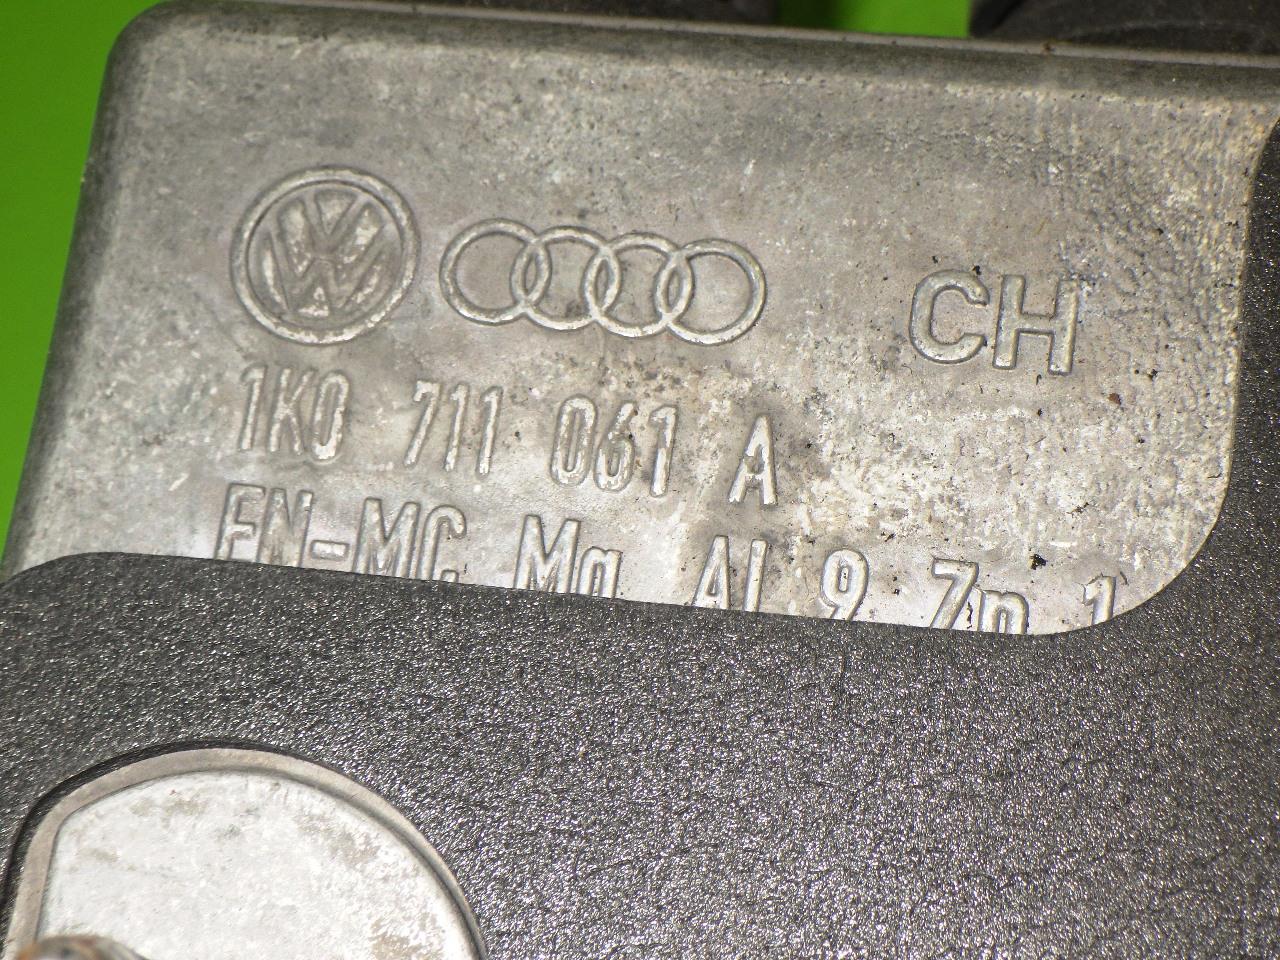 CH
1K0 711 061 A
EN-MC Mg Al 9 Zn 1